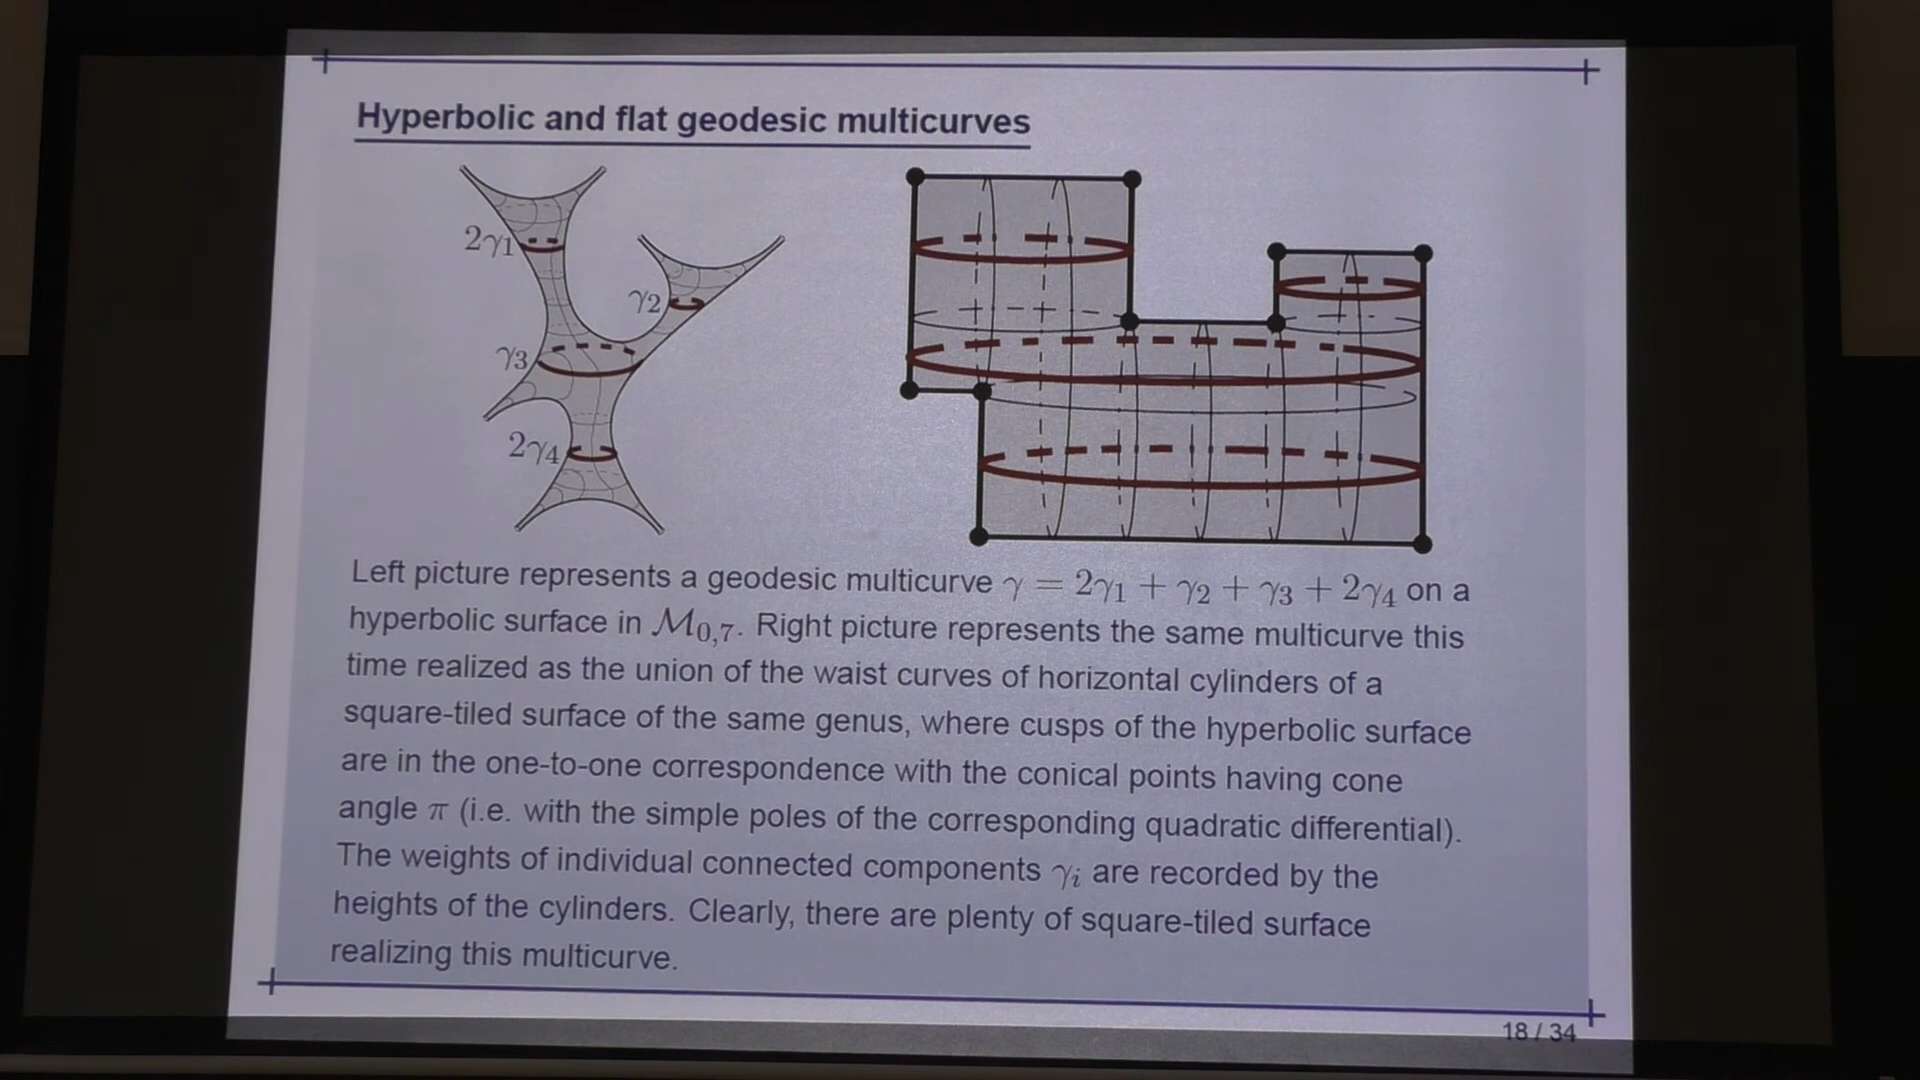 Hyperbolic and flat geodesic multicurves
2γ₁
γ₂
γ₃
2γ₄
Left picture represents a geodesic multicurve γ = 2γ₁ + γ₂ + γ₃ + 2γ₄ on a
hyperbolic surface in ℳ₀,₇. Right picture represents the same multicurve this
time realized as the union of the waist curves of horizontal cylinders of a
square-tiled surface of the same genus, where cusps of the hyperbolic surface
are in the one-to-one correspondence with the conical points having cone
angle π (i.e. with the simple poles of the corresponding quadratic differential).
The weights of individual connected components γᵢ are recorded by the
heights of the cylinders. Clearly, there are plenty of square-tiled surface
realizing this multicurve.
18 / 34